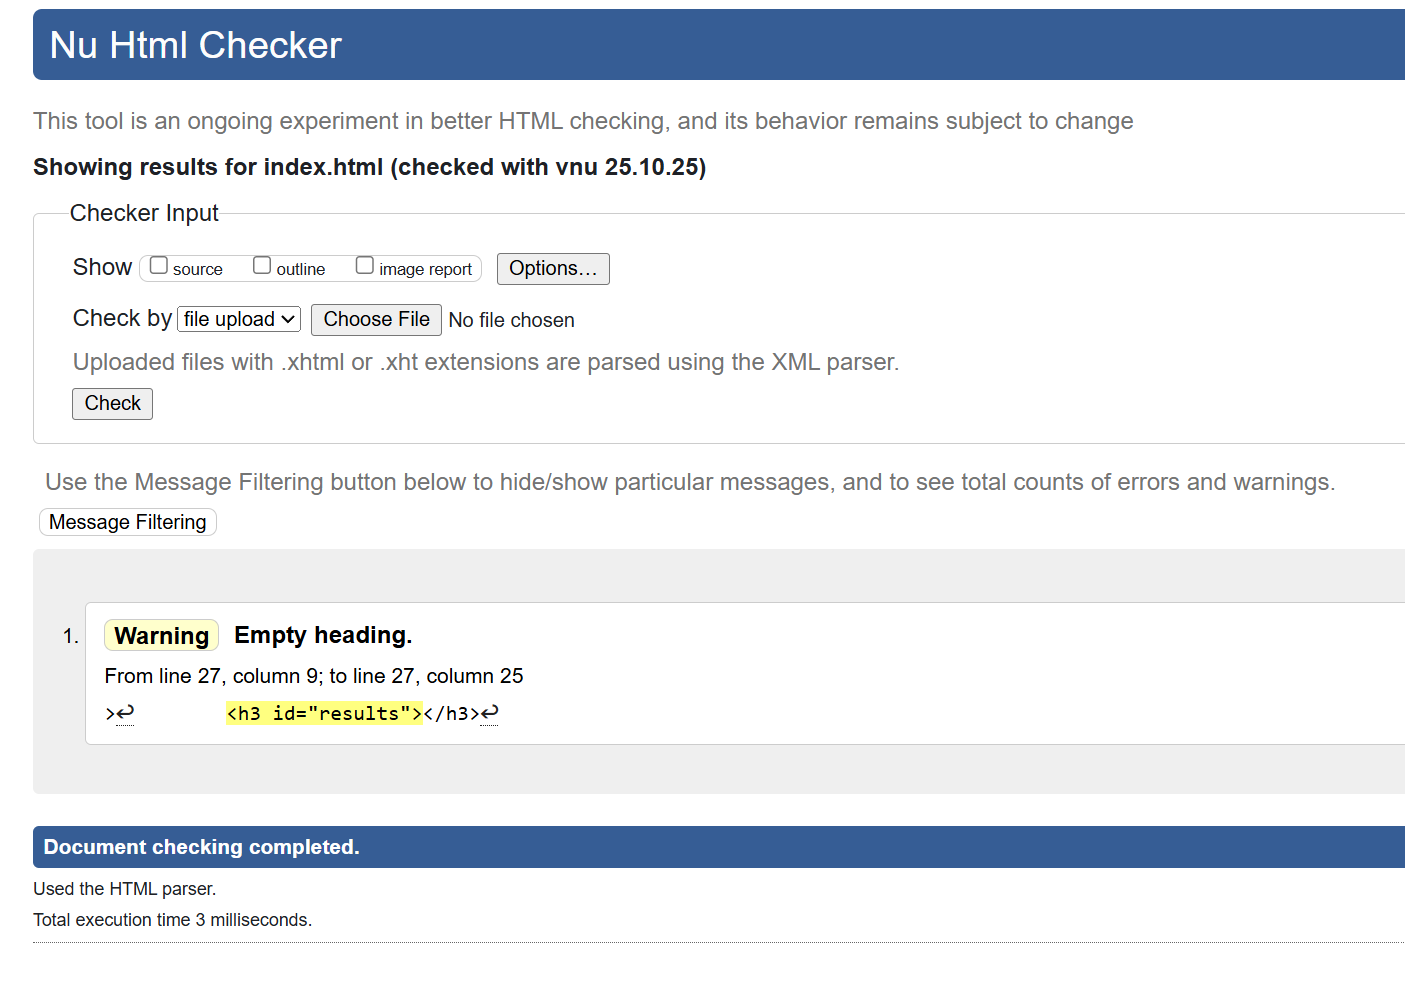 Nu Html Checker
This tool is an ongoing experiment in better HTML checking, and its behavior remains subject to change
Showing results for index.html (checked with vnu 25.10.25)
Checker Input
Show source outline image report Options...
Check by file upload Choose File No file chosen
Uploaded files with .xhtml or .xht extensions are parsed using the XML parser.
Check
Use the Message Filtering button below to hide/show particular messages, and to see total counts of errors and warnings.
Message Filtering
1. Warning Empty heading.
From line 27, column 9; to line 27, column 25
>↩ <h3 id="results"></h3>↩
Document checking completed.
Used the HTML parser.
Total execution time 3 milliseconds.